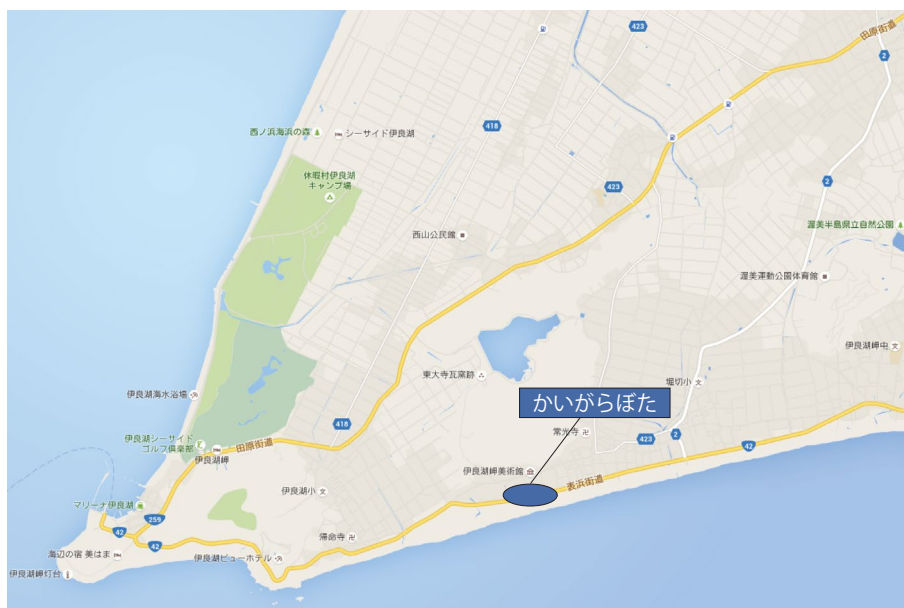 423
田原街道
2
西ノ浜海浜の森
シーサイド伊良湖
418
休暇村伊良湖
キャンプ場
423
2
西山公民館
渥美半島県立自然公園
渥美運動公園体育館
伊良湖岬中
東大寺瓦窯跡
堀切小
伊良湖海水浴場
かいがらぼた
418
常光寺
伊良湖シーサイド
ゴルフ倶楽部
田原街道
423
2
42
伊良湖岬
伊良湖岬美術館
表浜街道
伊良湖小
マリーナ伊良湖
259
42
帰命寺
42
海辺の宿 美はま
伊良湖ビューホテル
伊良湖岬灯台